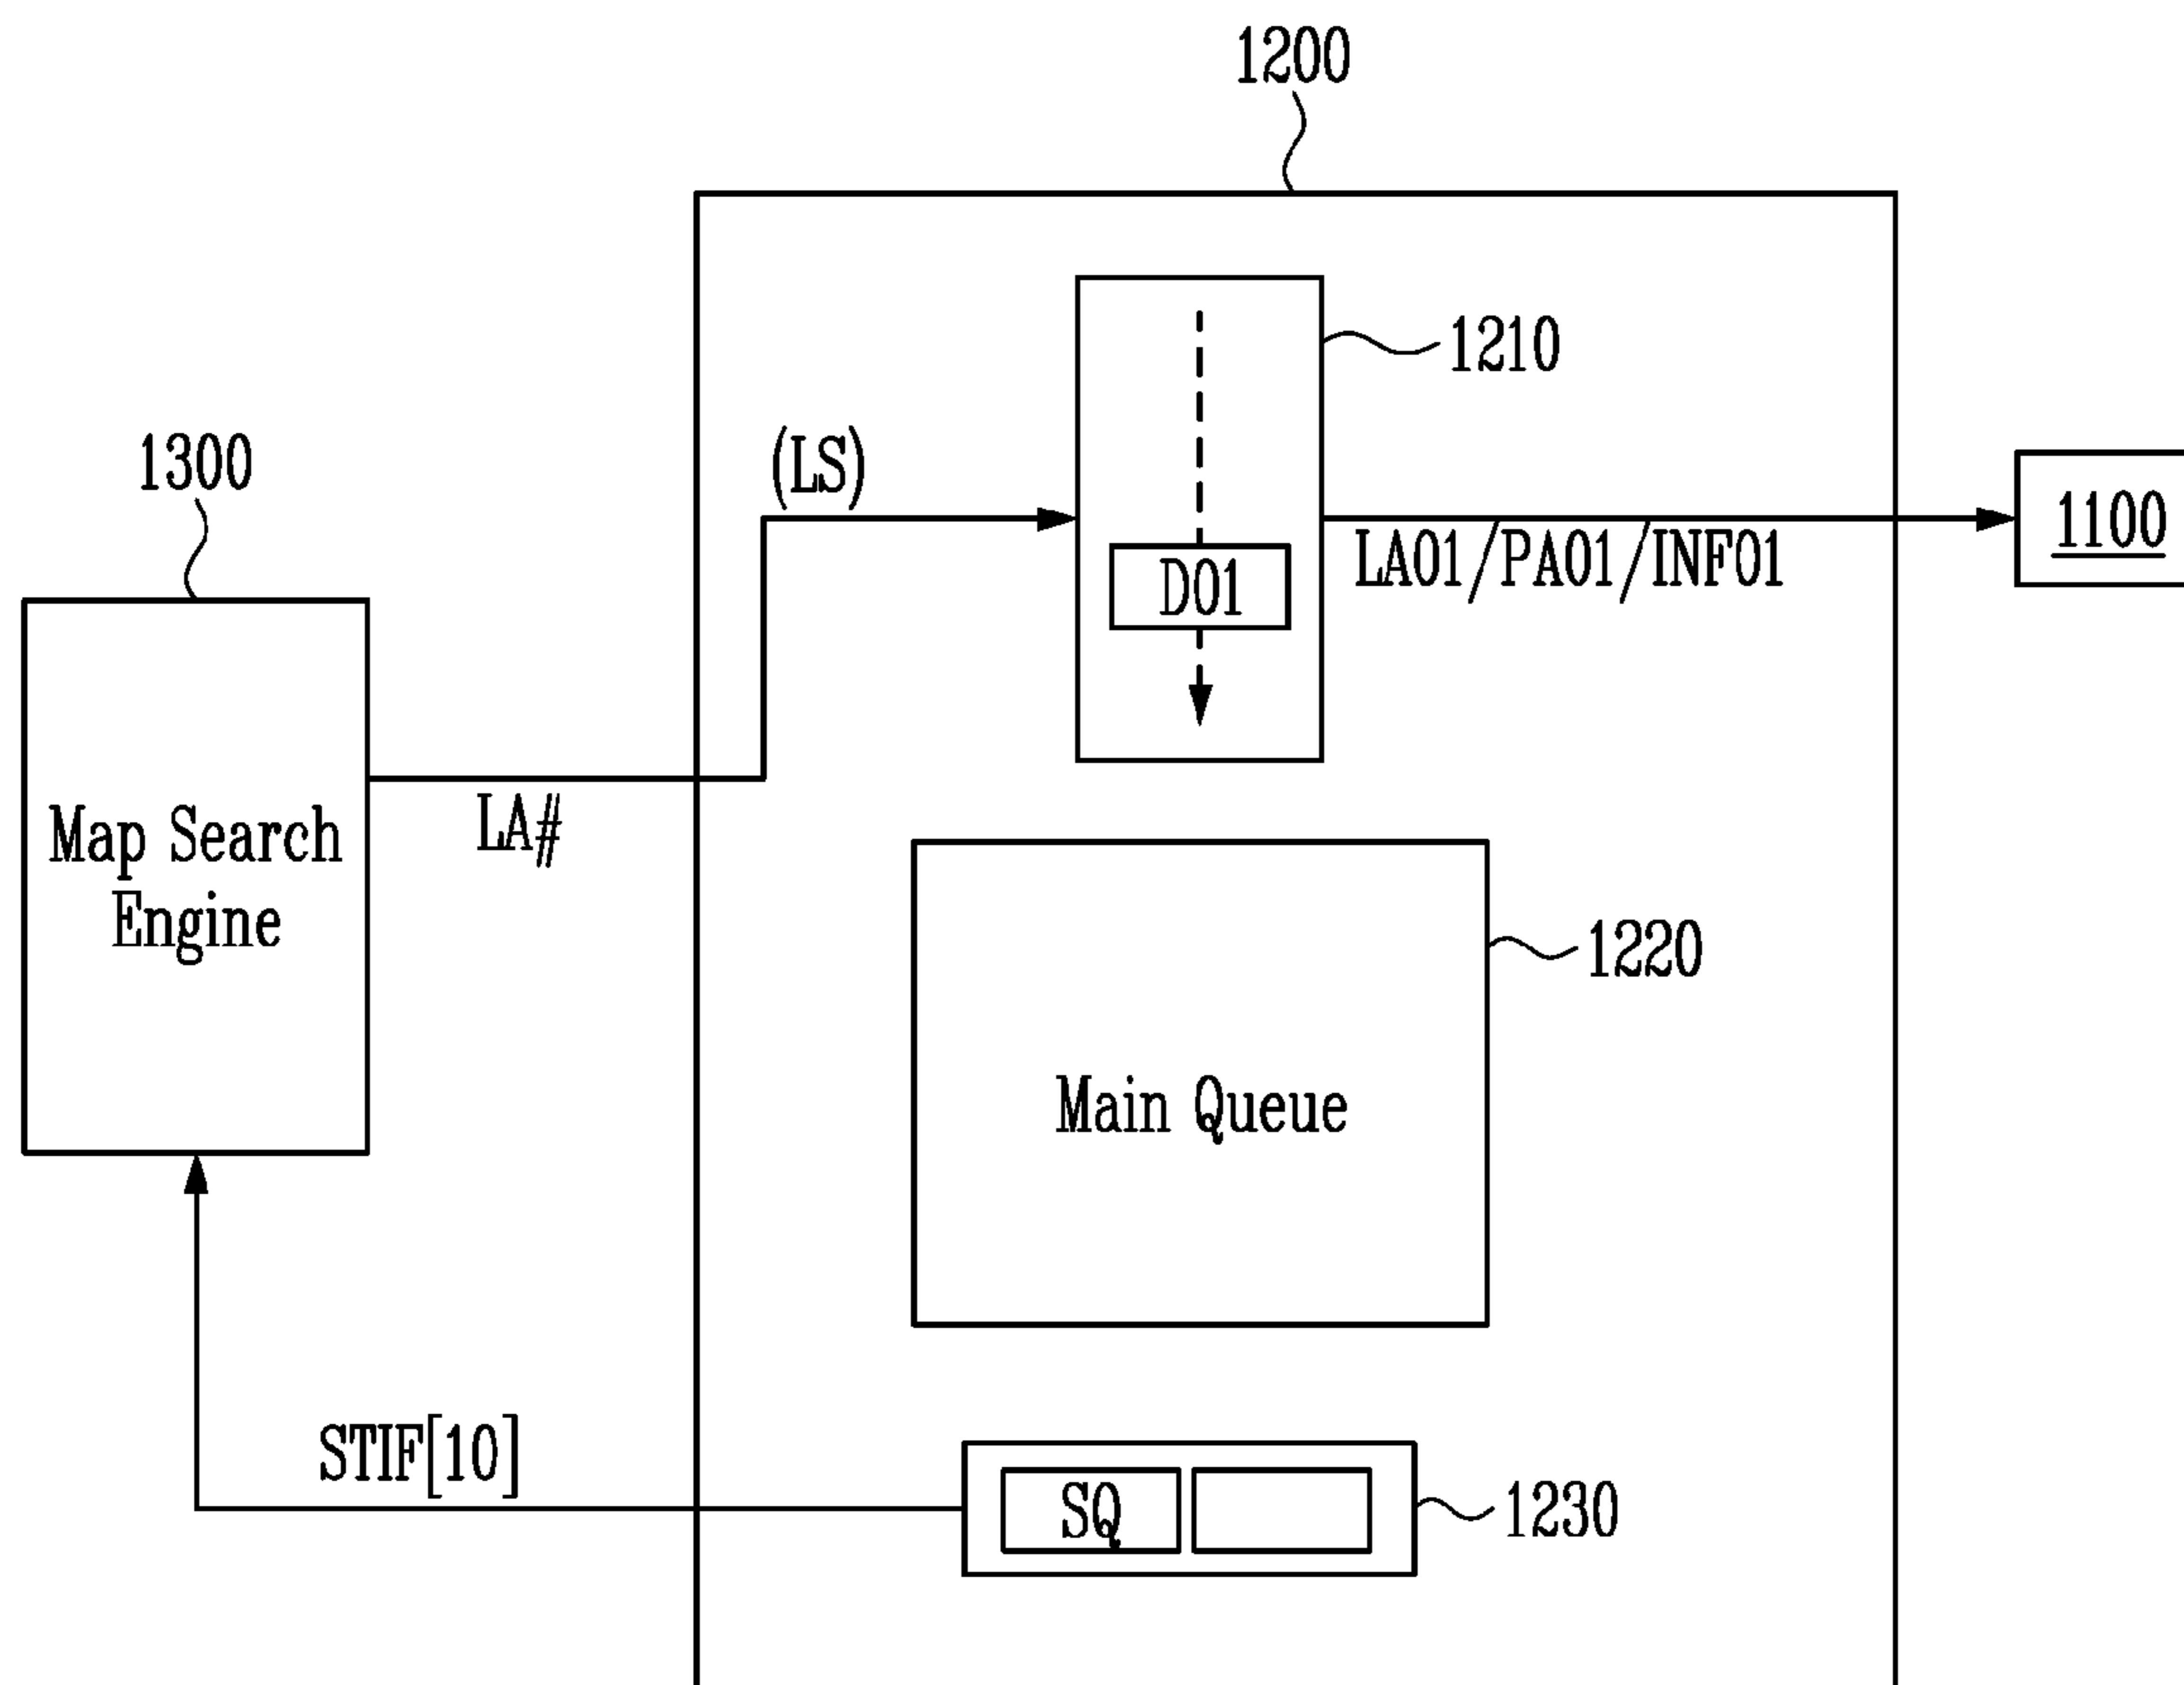 1200
1210
1300
(LS)
1100
LA01/PA01/INF01
D01
LA#
Map Search
Engine
1220
Main Queue
STIF[10]
SQ
1230